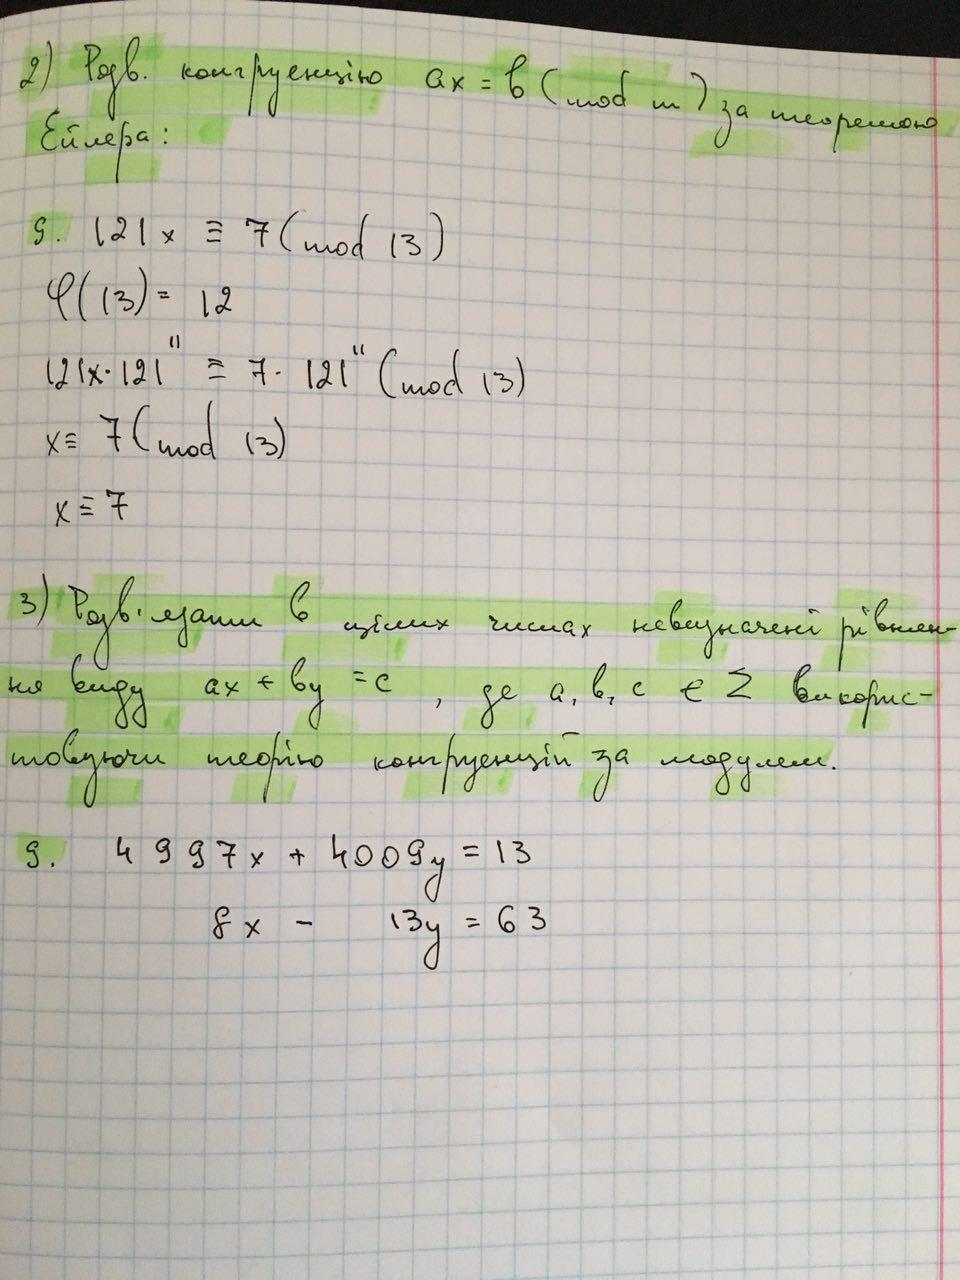 2) Розв. конгруенцію ax = b (mod m) за теоремою
Ейлера:
9. 121x ≡ 7 (mod 13)
φ(13) = 12
121x · 121¹¹ ≡ 7 · 121¹¹ (mod 13)
x ≡ 7 (mod 13)
x ≡ 7
3) Розв'язати в цілих числах невизначені рівнян-
ня виду ax + by = c , де a, b, c ∈ Z викорис-
товуючи теорію конгруенцій за модулем.
9. 4997x + 4009y = 13
8x - 13y = 63